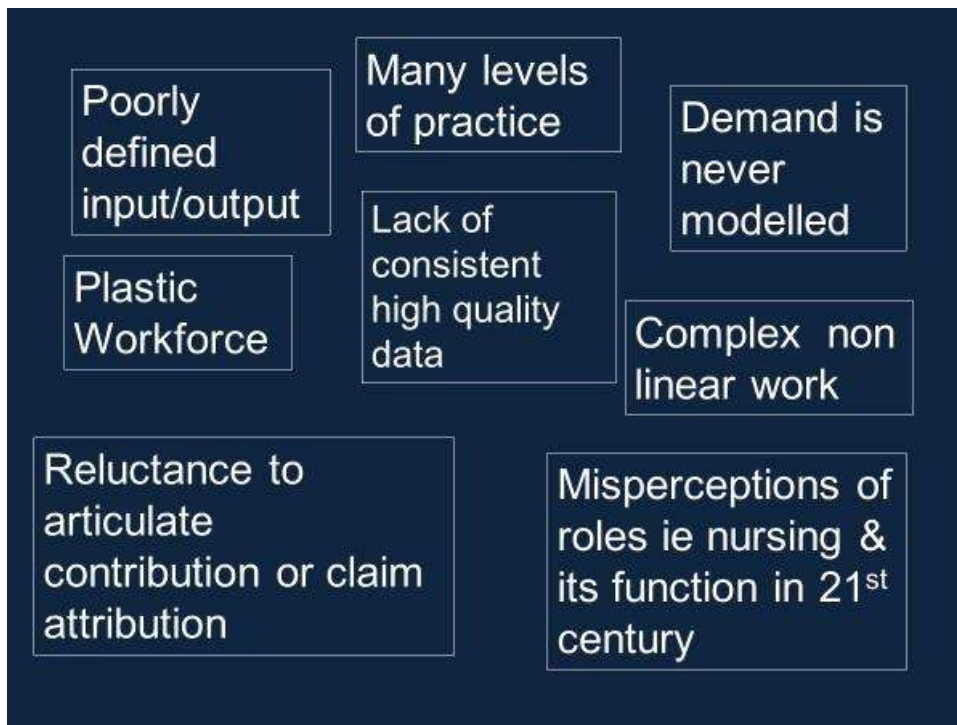 Poorly
defined
input/output
Many levels
of practice
Demand is
never
modelled
Plastic
Workforce
Lack of
consistent
high quality
data
Complex non
linear work
Reluctance to
articulate
contribution or claim
attribution
Misperceptions of
roles ie nursing &
its function in 21st
century